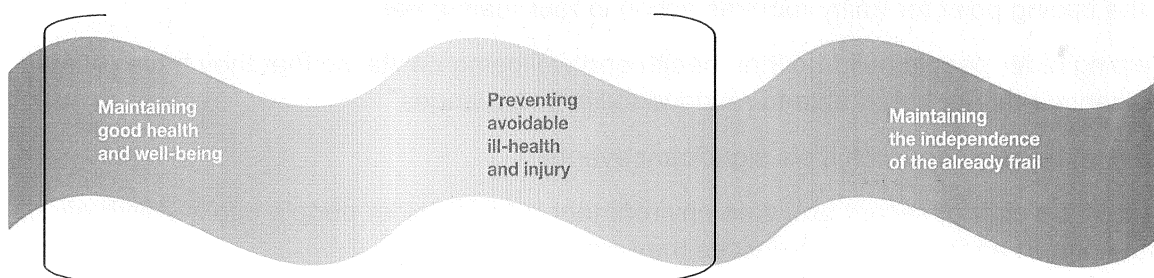 Maintaining
good health
and well-being
Preventing
avoidable
ill-health
and injury
Maintaining
the independence
of the already frail